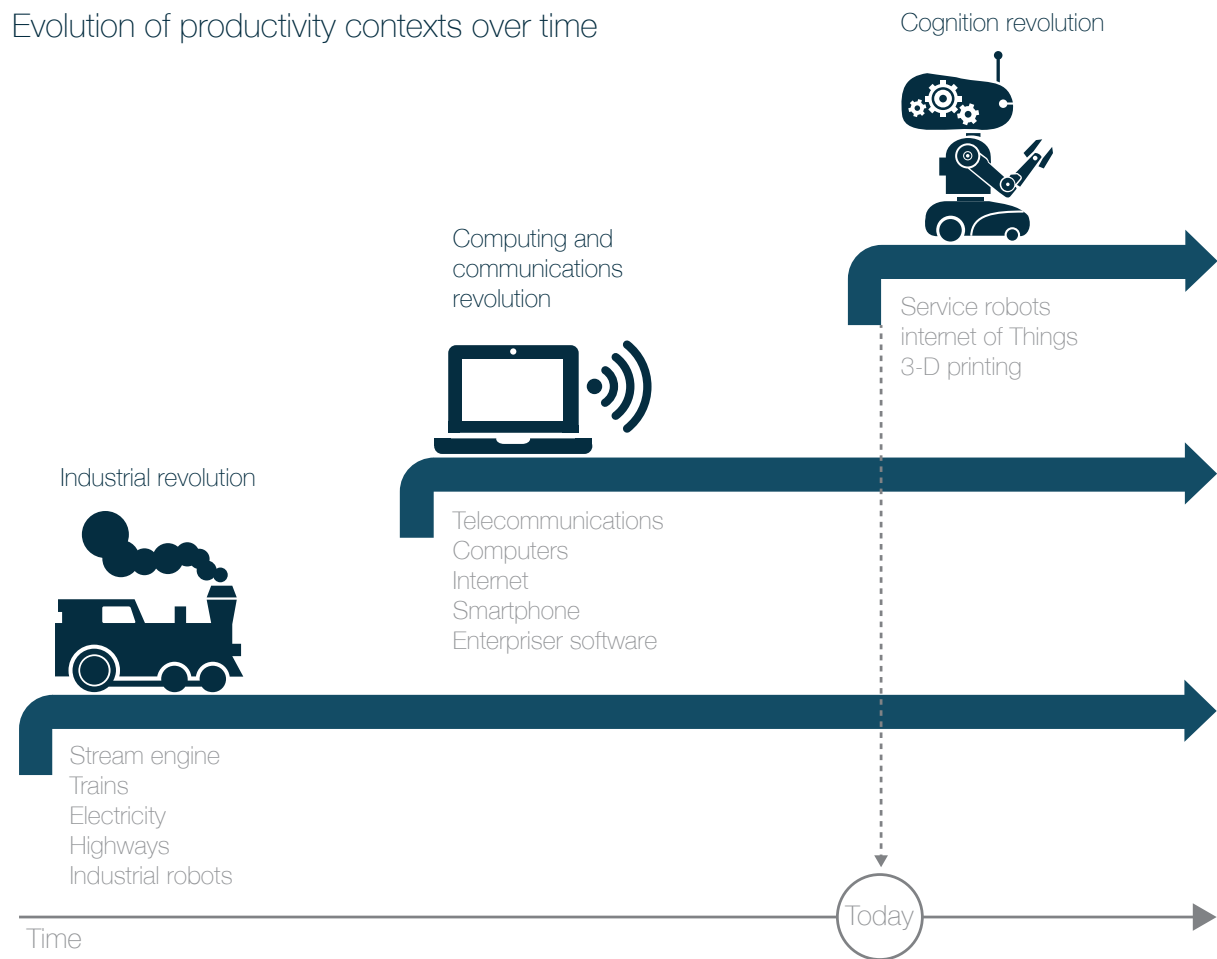 Evolution of productivity contexts over time
Cognition revolution
Service robots
internet of Things
3-D printing
Computing and
communications
revolution
Telecommunications
Computers
Internet
Smartphone
Enterpriser software
Industrial revolution
Stream engine
Trains
Electricity
Highways
Industrial robots
Today
Time